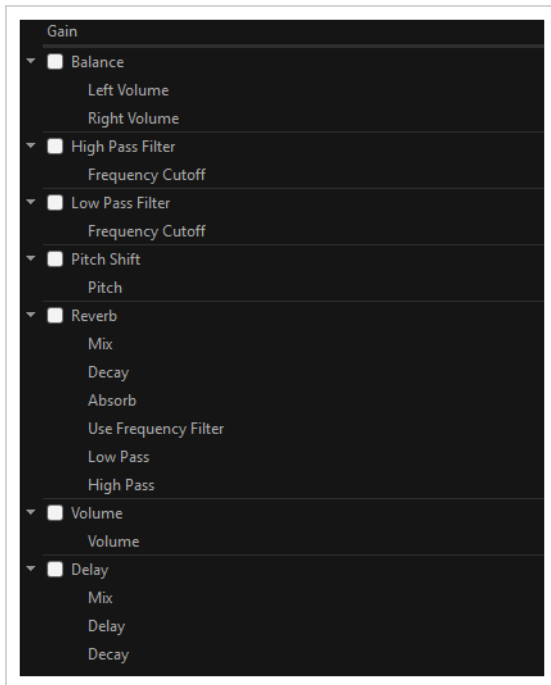 Gain
Balance
Left Volume
Right Volume
High Pass Filter
Frequency Cutoff
Low Pass Filter
Frequency Cutoff
Pitch Shift
Pitch
Reverb
Mix
Decay
Absorb
Use Frequency Filter
Low Pass
High Pass
Volume
Volume
Delay
Mix
Delay
Decay